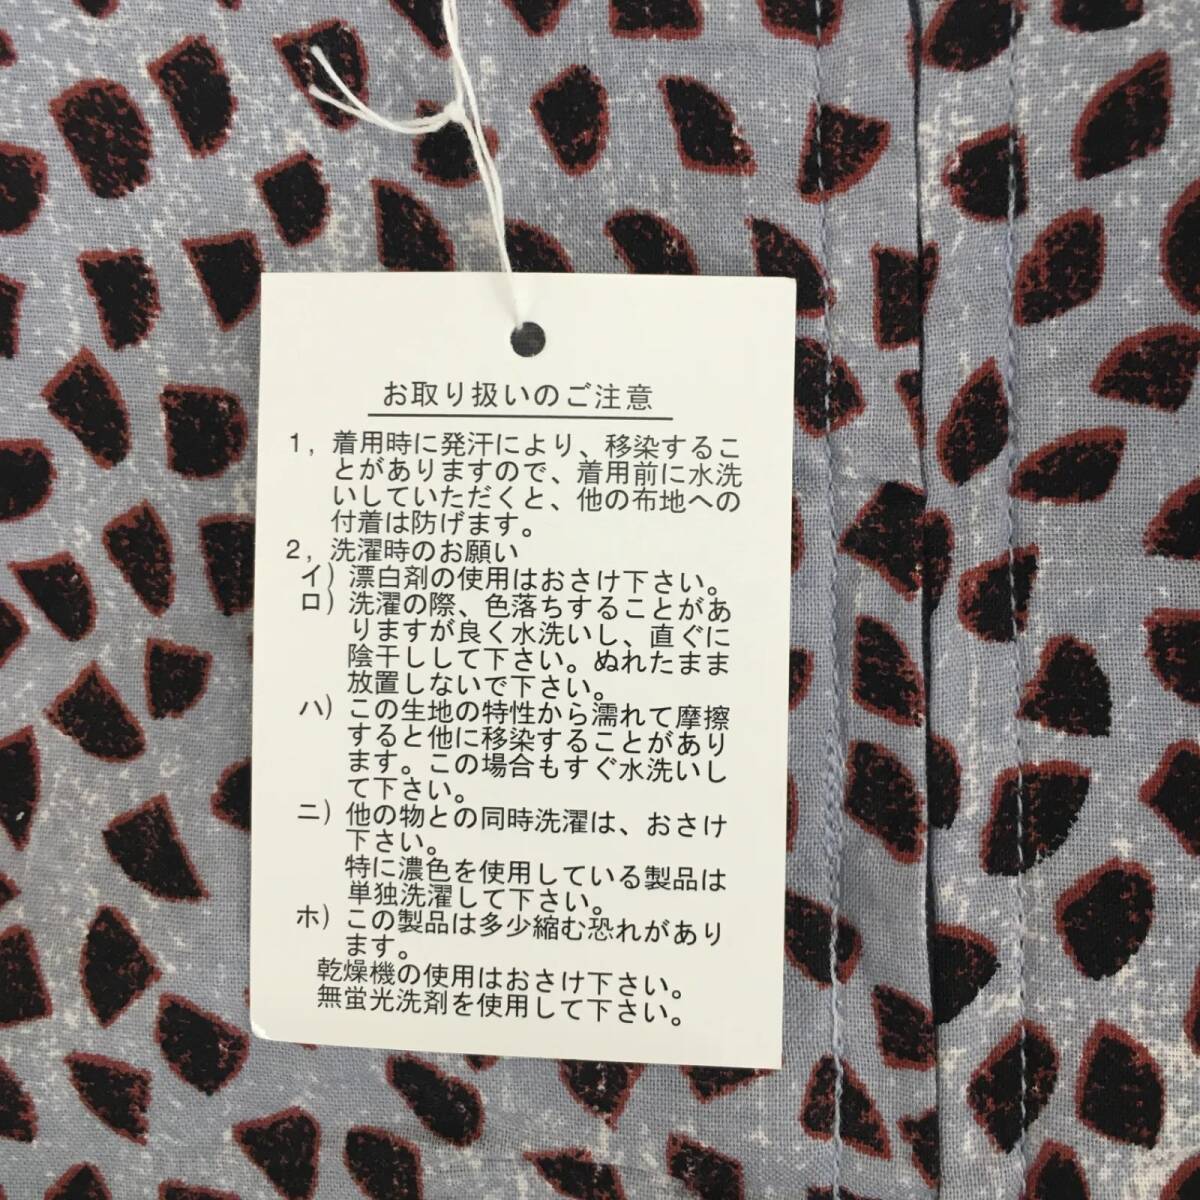 お取り扱いのご注意
1，着用時に発汗により、移染するこ
とがありますので、着用前に水洗
いしていただくと、他の布地への
付着は防げます。
2，洗濯時のお願い
イ）漂白剤の使用はおさけ下さい。
ロ）洗濯の際、色落ちすることがあ
りますが良く水洗いし、直ぐに
陰干しして下さい。ぬれたまま
放置しないで下さい。
ハ）この生地の特性から濡れて摩擦
すると他に移染することがあり
ます。この場合もすぐ水洗いし
て下さい。
ニ）他の物との同時洗濯は、おさけ
下さい。
特に濃色を使用している製品は
単独洗濯して下さい。
ホ）この製品は多少縮む恐れがあり
ます。
乾燥機の使用はおさけ下さい。
無蛍光洗剤を使用して下さい。